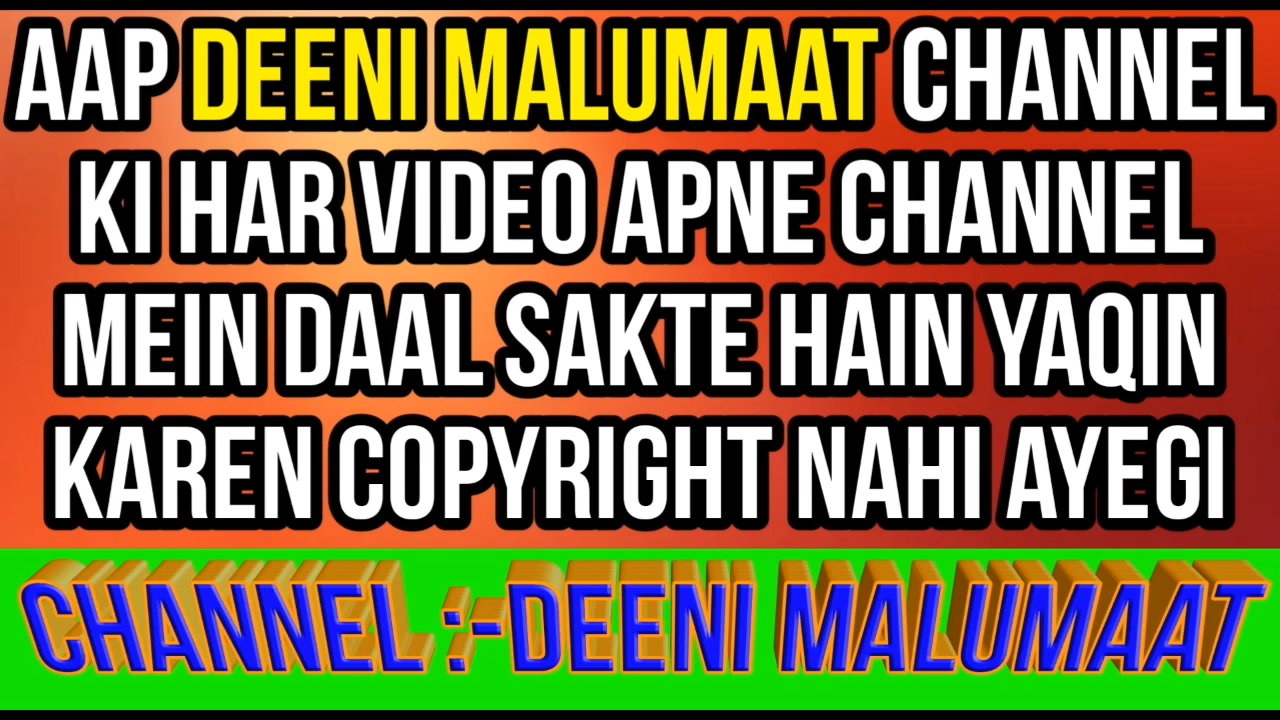 AAP DEENI MALUMAAT CHANNEL
KI HAR VIDEO APNE CHANNEL
MEIN DAAL SAKTE HAIN YAQIN
KAREN COPYRIGHT NAHI AYEGI
CHANNEL :-DEENI MALUMAAT